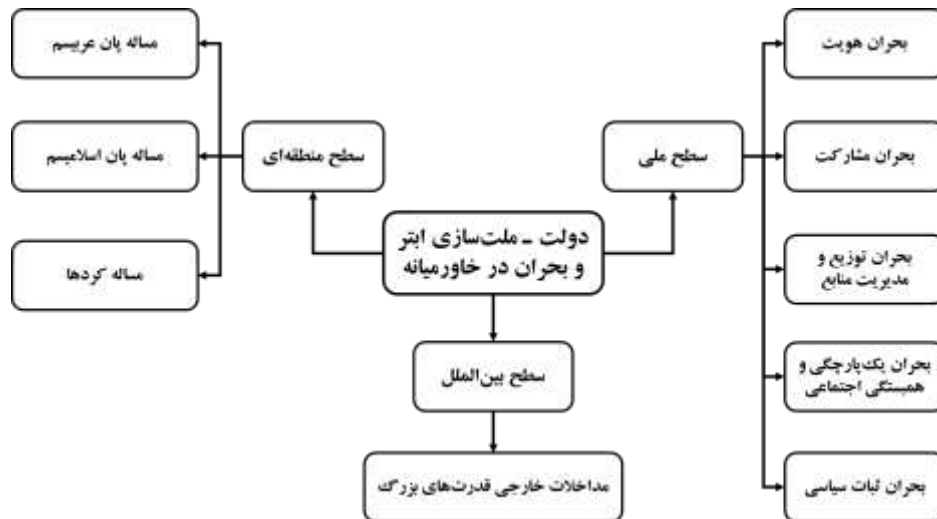 بحران هویت
بحران مشارکت
بحران توزیع و
مدیریت منابع
بحران یک‌پارچگی و
همبستگی اجتماعی
بحران ثبات سیاسی
سطح ملی
دولت ـ ملت‌سازی ابتر
و بحران در خاورمیانه
سطح بین‌الملل
مداخلات خارجی قدرت‌های بزرگ
سطح منطقه‌ای
مساله پان عربیسم
مساله پان اسلامیسم
مساله کردها